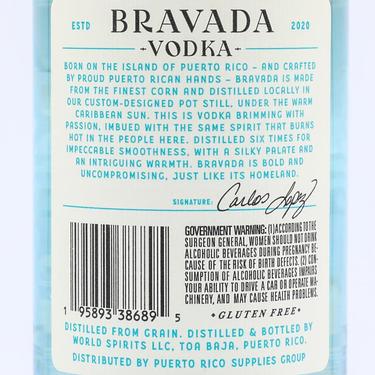 BRAVADA
ESTD 2020
VODKA
BORN ON THE ISLAND OF PUERTO RICO – AND CRAFTED
BY PROUD PUERTO RICAN HANDS – BRAVADA IS MADE
FROM THE FINEST CORN AND DISTILLED LOCALLY IN
OUR CUSTOM-DESIGNED POT STILL, UNDER THE WARM
CARIBBEAN SUN. THIS IS VODKA BRIMMING WITH
PASSION, IMBUED WITH THE SAME SPIRIT THAT BURNS
HOT IN THE PEOPLE HERE. DISTILLED SIX TIMES FOR
IMPECCABLE SMOOTHNESS, WITH A SILKY PALATE AND
AN INTRIGUING WARMTH. BRAVADA IS BOLD AND
UNCOMPROMISING, JUST LIKE ITS HOMELAND.
SIGNATURE: Carlos Lopez
GOVERNMENT WARNING: (1) ACCORDING TO THE
SURGEON GENERAL, WOMEN SHOULD NOT DRINK
ALCOHOLIC BEVERAGES DURING PREGNANCY BE-
CAUSE OF THE RISK OF BIRTH DEFECTS. (2) CON-
SUMPTION OF ALCOHOLIC BEVERAGES IMPAIRS
YOUR ABILITY TO DRIVE A CAR OR OPERATE MA-
CHINERY, AND MAY CAUSE HEALTH PROBLEMS.
1 95893 38689 5
GLUTEN FREE
DISTILLED FROM GRAIN. DISTILLED & BOTTLED BY
WORLD SPIRITS LLC, TOA BAJA, PUERTO RICO.
DISTRIBUTED BY PUERTO RICO SUPPLIES GROUP